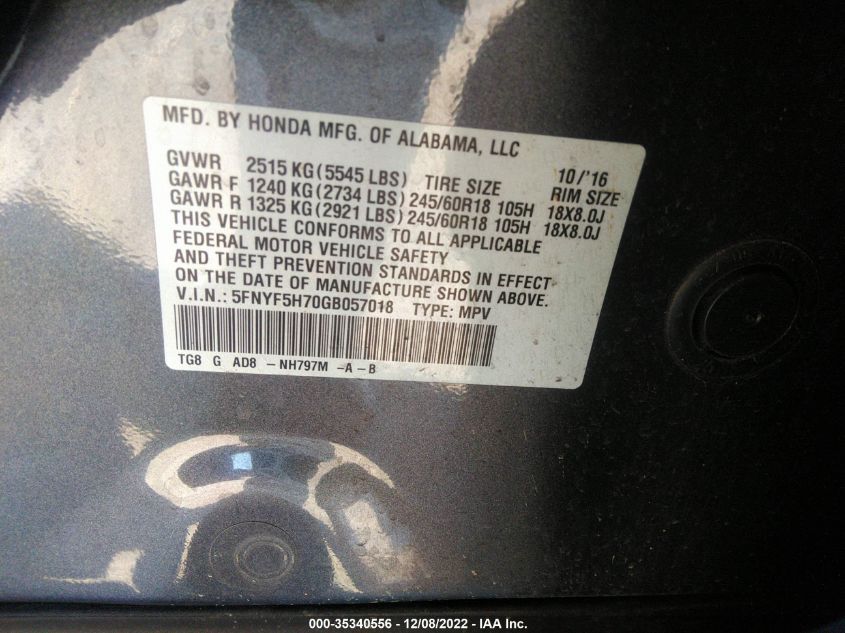 MFD. BY HONDA MFG. OF ALABAMA, LLC
GVWR 2515 KG (5545 LBS) TIRE SIZE 10/'16 RIM SIZE
GAWR F 1240 KG (2734 LBS) 245/60R18 105H 18X8.0J
GAWR R 1325 KG (2921 LBS) 245/60R18 105H 18X8.0J
THIS VEHICLE CONFORMS TO ALL APPLICABLE
FEDERAL MOTOR VEHICLE SAFETY
AND THEFT PREVENTION STANDARDS IN EFFECT
ON THE DATE OF MANUFACTURE SHOWN ABOVE.
V.I.N.: 5FNYF5H70GB057018 TYPE: MPV
TG8 G AD8 -NH797M -A-B
000-35340556 - 12/08/2022 - IAA Inc.